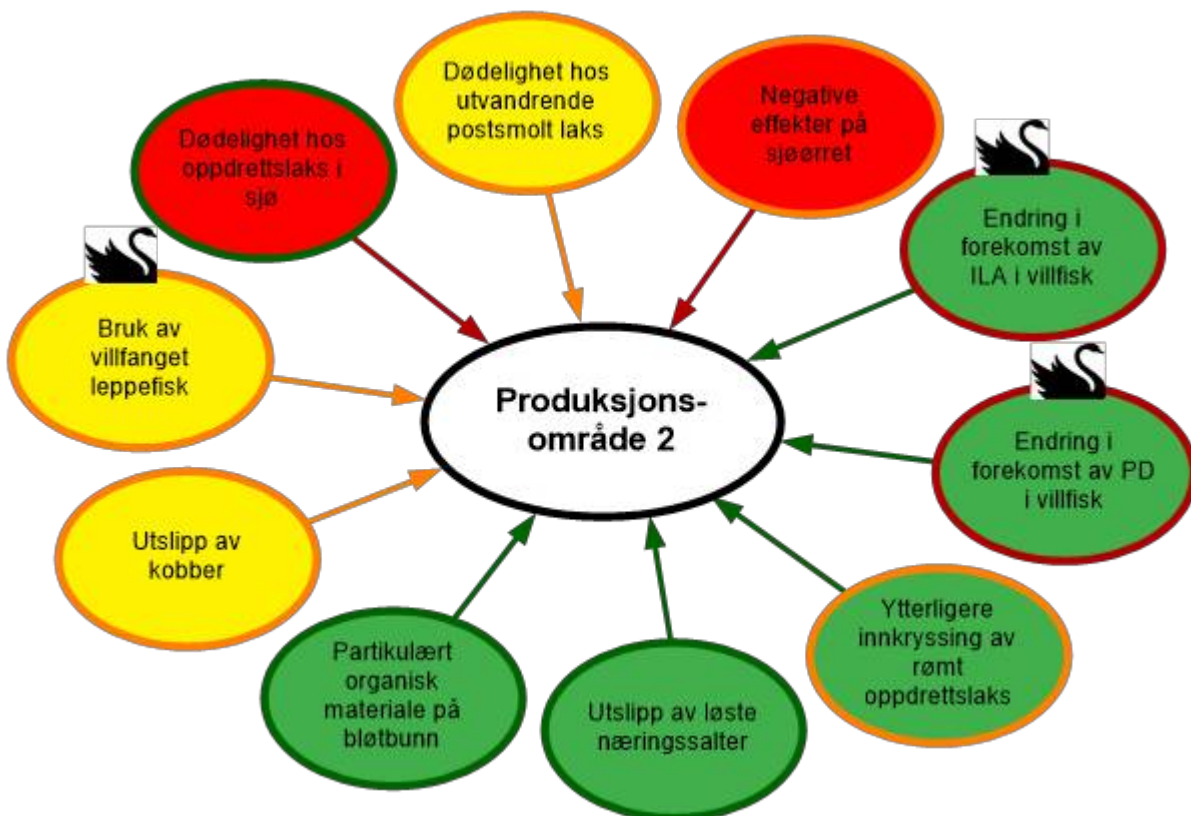 Dødelighet hos
utvandrende
postsmolt laks
Negative
effekter på
sjøørret
Dødelighet hos
oppdrettslaks i
sjø
Endring i
forekomst av
ILA i villfisk
Bruk av
villfanget
leppefisk
Produksjons-
område 2
Endring i
forekomst av PD
i villfisk
Utslipp av
kobber
Ytterligere
innkryssing av
rømt
oppdrettslaks
Partikulært
organisk
materiale på
bløtbunn
Utslipp av løste
næringssalter